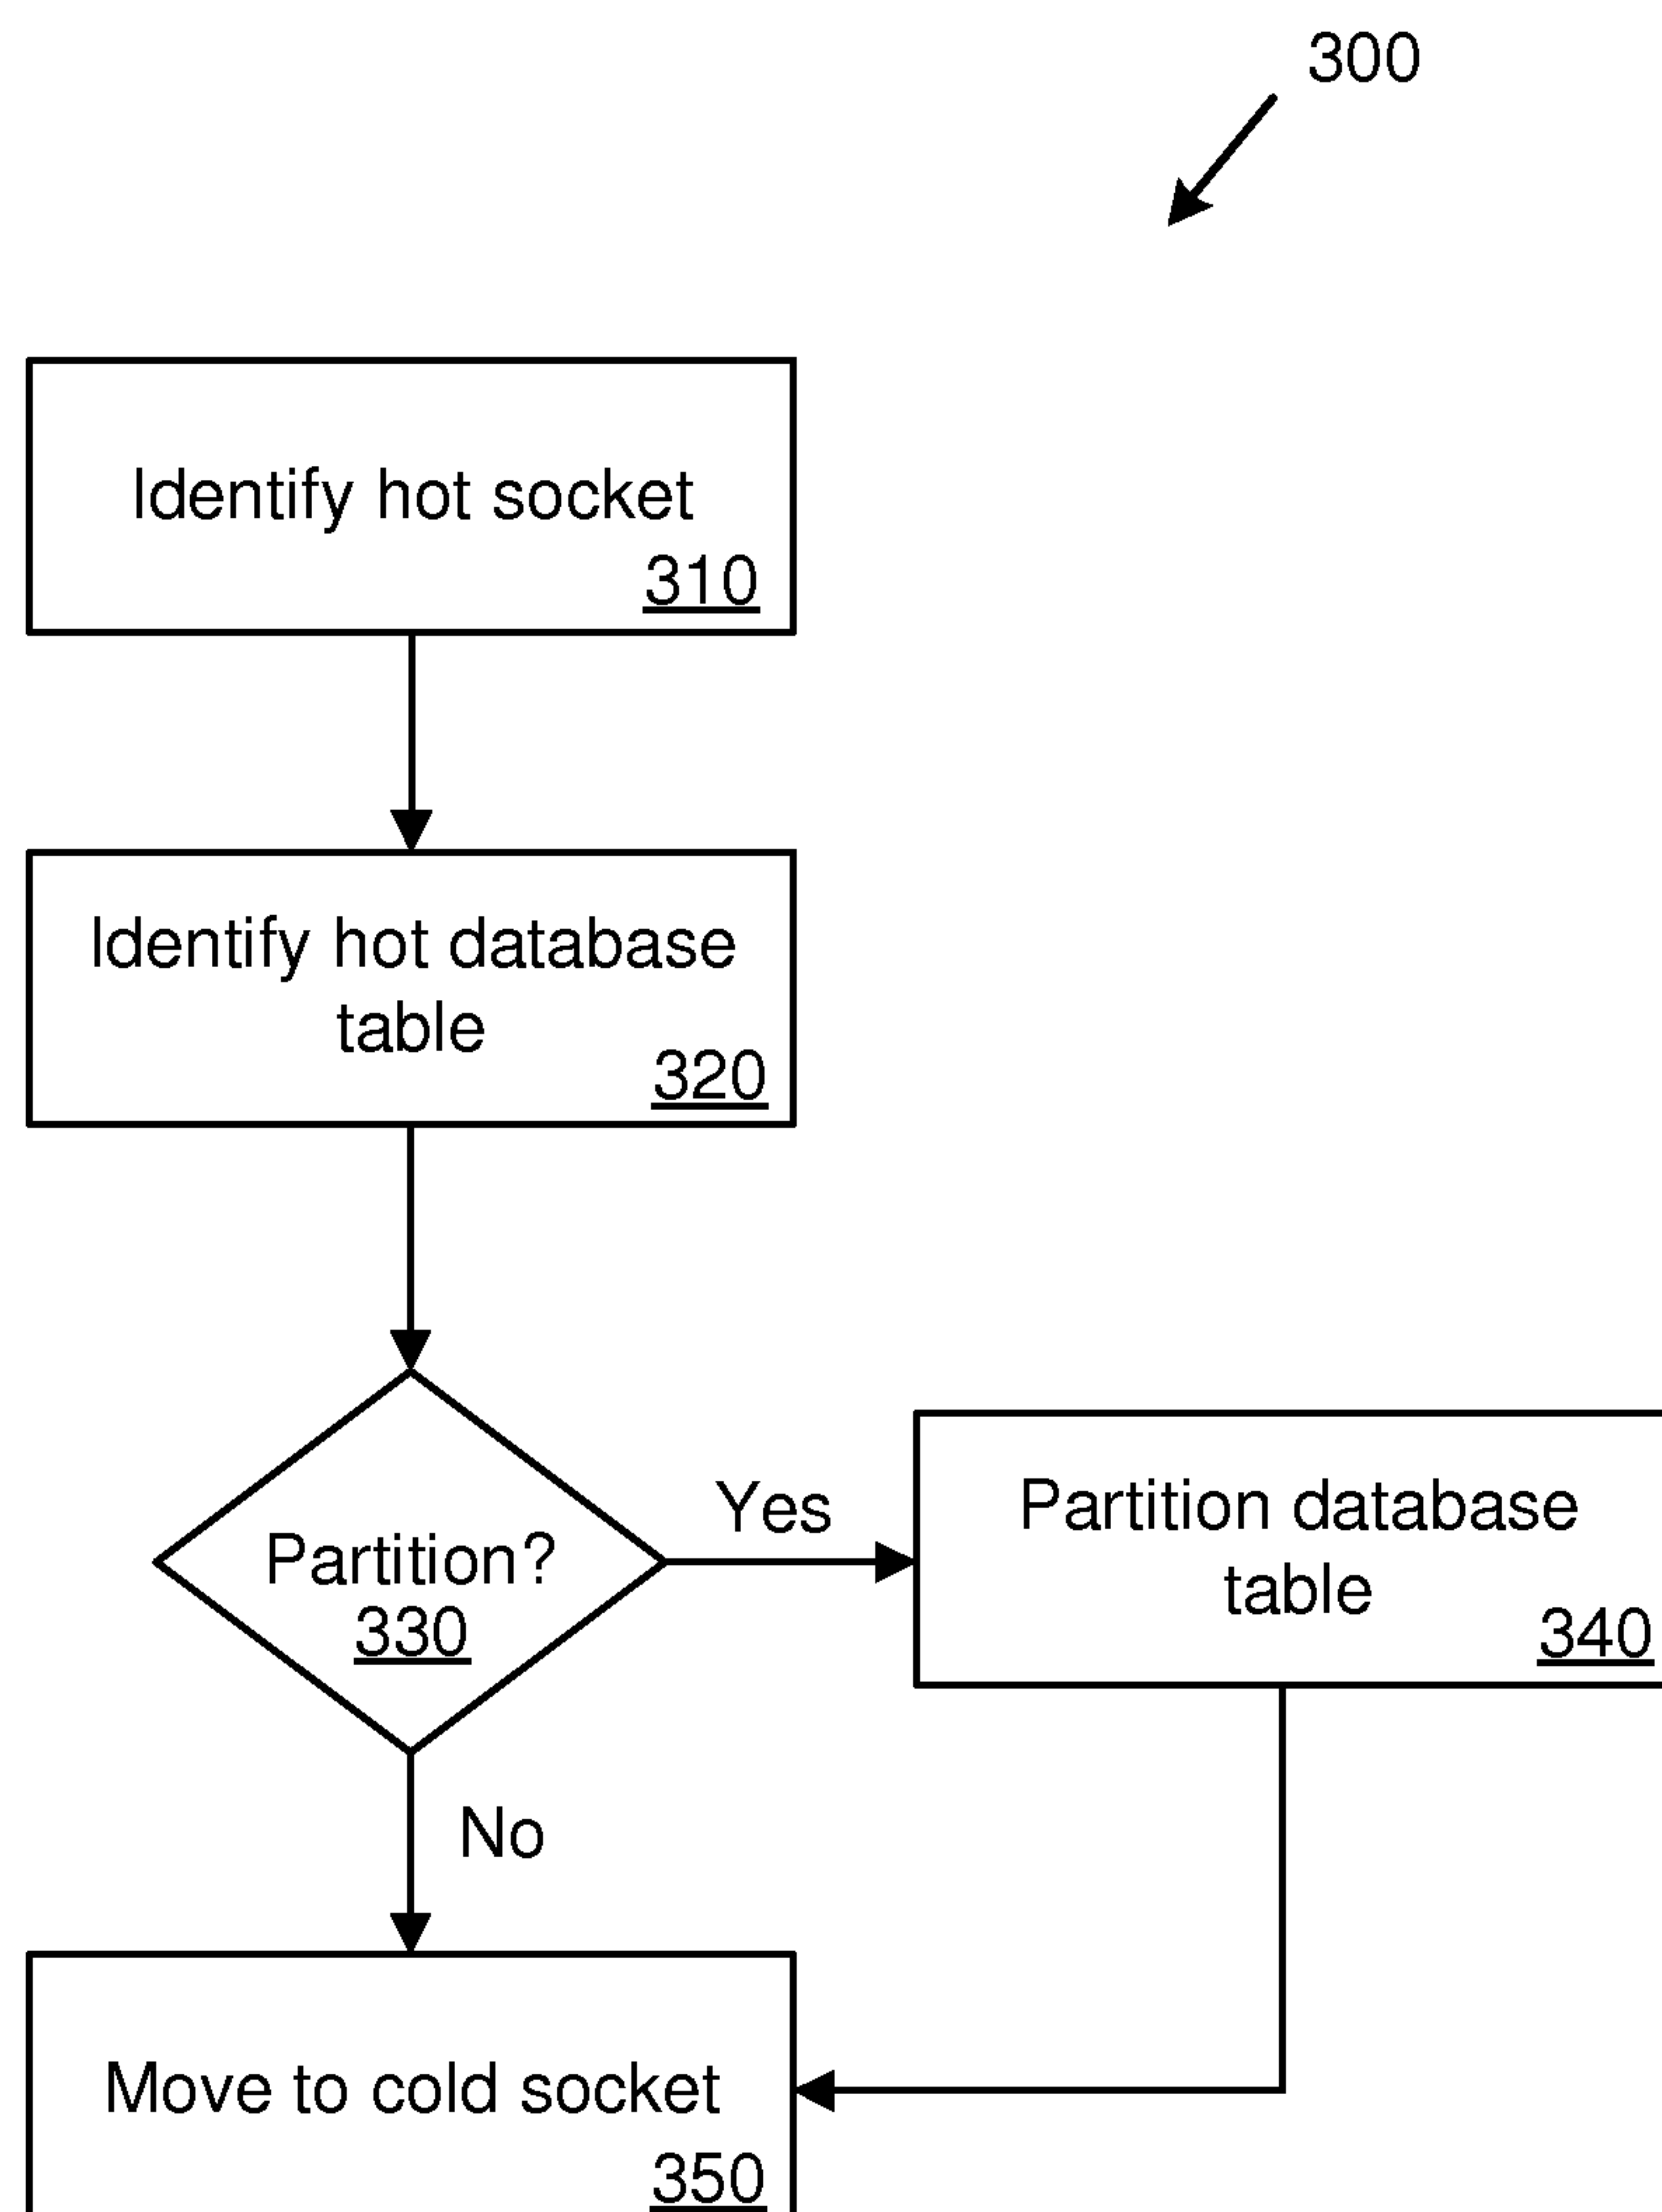 300
Identify hot socket
310
Identify hot database
table
320
Partition?
330
Yes
Partition database
table
340
No
Move to cold socket
350